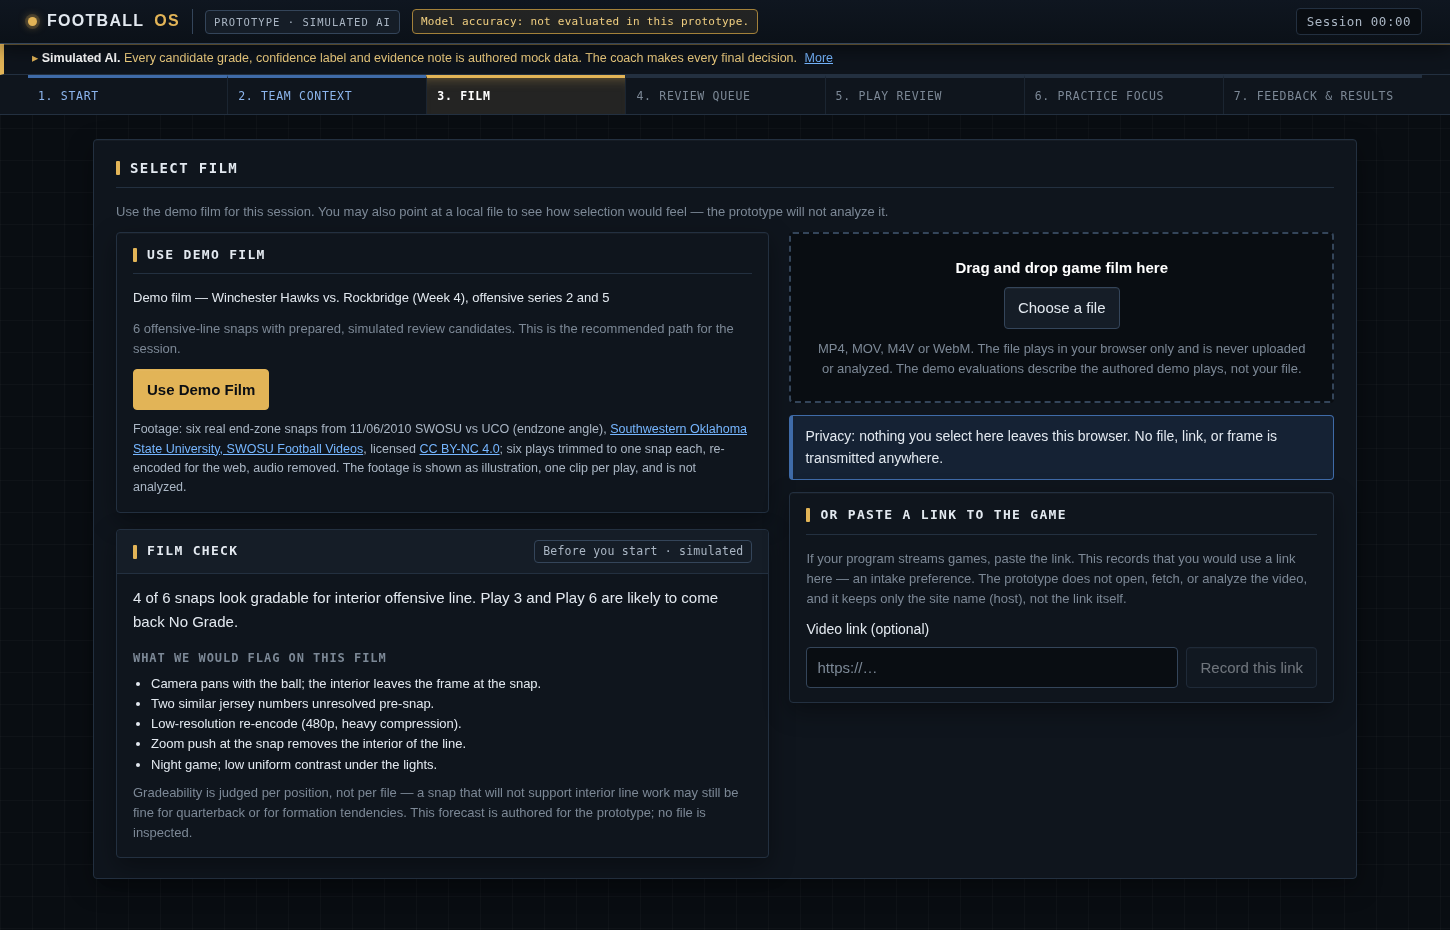 FOOTBALL OS
PROTOTYPE · SIMULATED AI
Model accuracy: not evaluated in this prototype.
Session 00:00
▸ Simulated AI. Every candidate grade, confidence label and evidence note is authored mock data. The coach makes every final decision. More
1. START
2. TEAM CONTEXT
3. FILM
4. REVIEW QUEUE
5. PLAY REVIEW
6. PRACTICE FOCUS
7. FEEDBACK & RESULTS
SELECT FILM
Use the demo film for this session. You may also point at a local file to see how selection would feel — the prototype will not analyze it.
USE DEMO FILM
Demo film — Winchester Hawks vs. Rockbridge (Week 4), offensive series 2 and 5
6 offensive-line snaps with prepared, simulated review candidates. This is the recommended path for the
session.
Use Demo Film
Footage: six real end-zone snaps from 11/06/2010 SWOSU vs UCO (endzone angle), Southwestern Oklahoma
State University, SWOSU Football Videos, licensed CC BY-NC 4.0; six plays trimmed to one snap each, re-
encoded for the web, audio removed. The footage is shown as illustration, one clip per play, and is not
analyzed.
FILM CHECK
Before you start · simulated
4 of 6 snaps look gradable for interior offensive line. Play 3 and Play 6 are likely to come
back No Grade.
WHAT WE WOULD FLAG ON THIS FILM
• Camera pans with the ball; the interior leaves the frame at the snap.
• Two similar jersey numbers unresolved pre-snap.
• Low-resolution re-encode (480p, heavy compression).
• Zoom push at the snap removes the interior of the line.
• Night game; low uniform contrast under the lights.
Gradeability is judged per position, not per file — a snap that will not support interior line work may still be
fine for quarterback or for formation tendencies. This forecast is authored for the prototype; no file is
inspected.
Drag and drop game film here
Choose a file
MP4, MOV, M4V or WebM. The file plays in your browser only and is never uploaded
or analyzed. The demo evaluations describe the authored demo plays, not your file.
Privacy: nothing you select here leaves this browser. No file, link, or frame is
transmitted anywhere.
OR PASTE A LINK TO THE GAME
If your program streams games, paste the link. This records that you would use a link
here — an intake preference. The prototype does not open, fetch, or analyze the video,
and it keeps only the site name (host), not the link itself.
Video link (optional)
https://…
Record this link